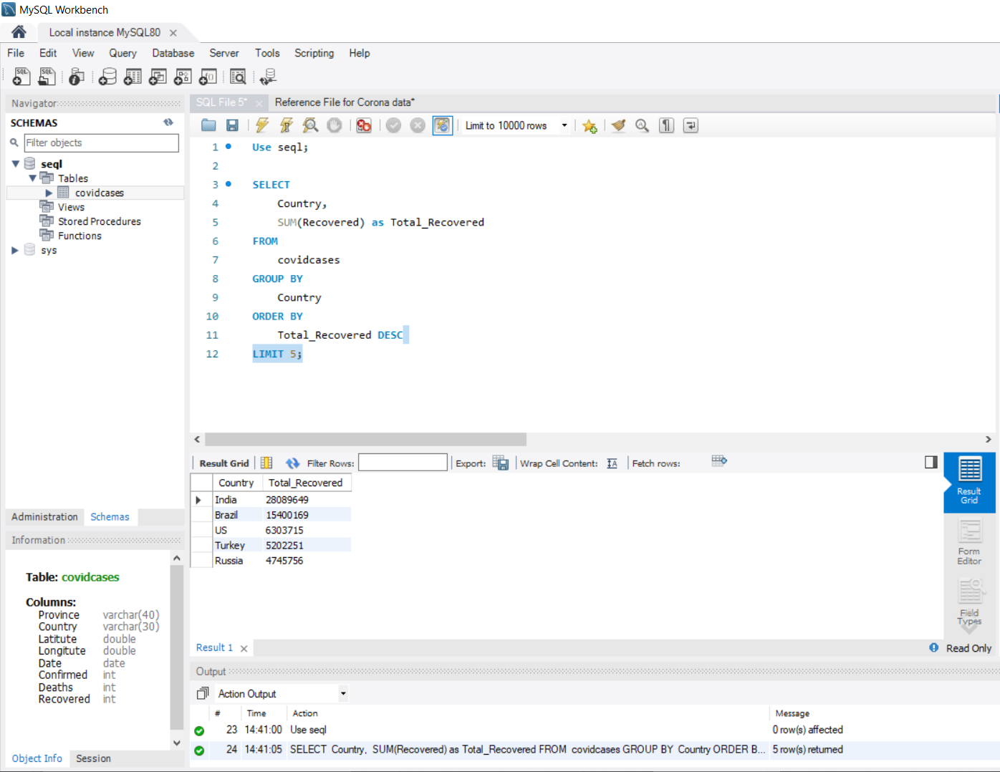 MySQL Workbench
Local instance MySQL80
File Edit View Query Database Server Tools Scripting Help
SQL SQL
Navigator
SCHEMAS
Filter objects
seql
Tables
covidcases
Views
Stored Procedures
Functions
sys
Administration Schemas
Information
Table: covidcases
Columns:
Province varchar(40)
Country varchar(30)
Latitute double
Longitute double
Date date
Confirmed int
Deaths int
Recovered int
Object Info Session
SQL File 5* Reference File for Corona data*
Limit to 10000 rows
1 Use seql;
2
3 SELECT
4 Country,
5 SUM(Recovered) as Total_Recovered
6 FROM
7 covidcases
8 GROUP BY
9 Country
10 ORDER BY
11 Total_Recovered DESC
12 LIMIT 5;
Result Grid Filter Rows: Export: Wrap Cell Content: Fetch rows:
Country Total_Recovered
India 28089649
Brazil 15400169
US 6303715
Turkey 5202251
Russia 4745756
Result Grid
Form Editor
Field Types
Result 1
Read Only
Output
Action Output
# Time Action Message
23 14:41:00 Use seql 0 row(s) affected
24 14:41:05 SELECT Country, SUM(Recovered) as Total_Recovered FROM covidcases GROUP BY Country ORDER B... 5 row(s) returned